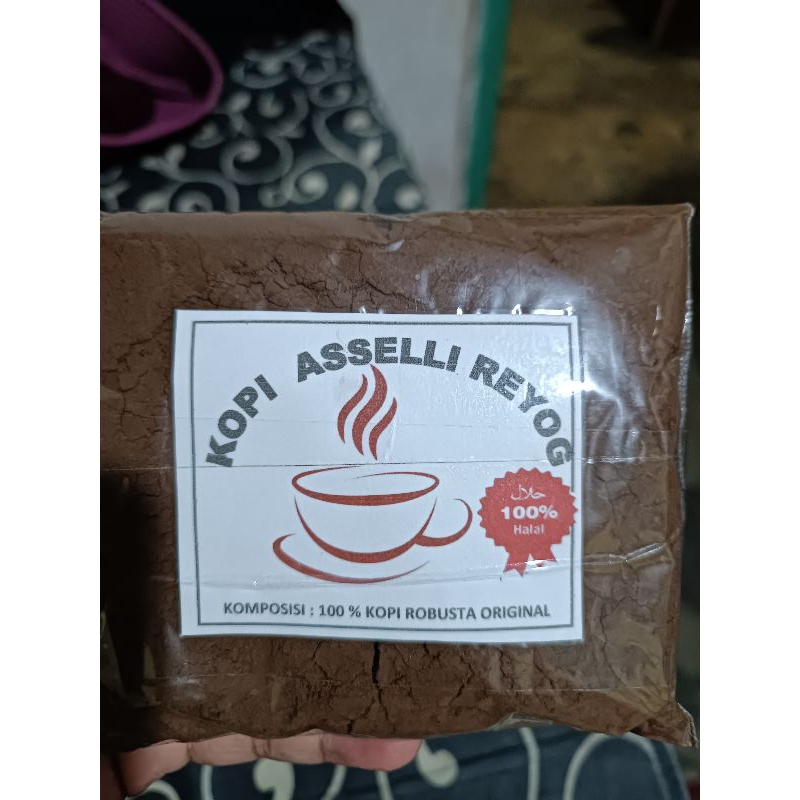 KOPI ASSELLI REYOG
حلال
100%
Halal
KOMPOSISI : 100 % KOPI ROBUSTA ORIGINAL